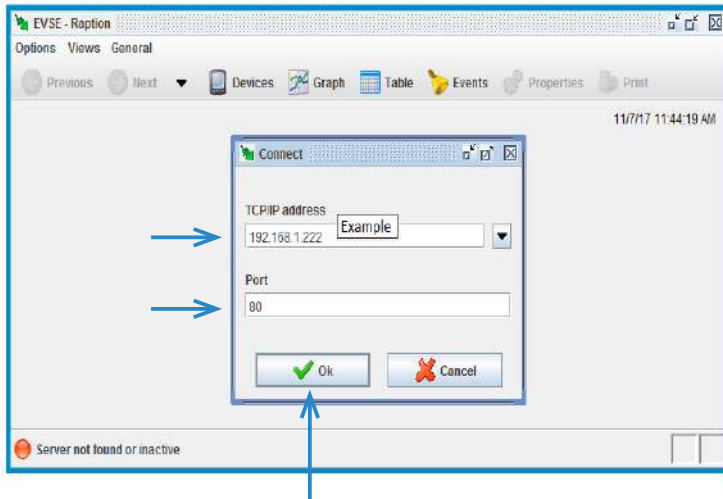 EVSE - Raption
Options Views General
Previous Next Devices Graph Table Events Properties Print
11/7/17 11:44:19 AM
Connect
TCP/IP address
Example
192.168.1.222
Port
80
Ok Cancel
Server not found or inactive